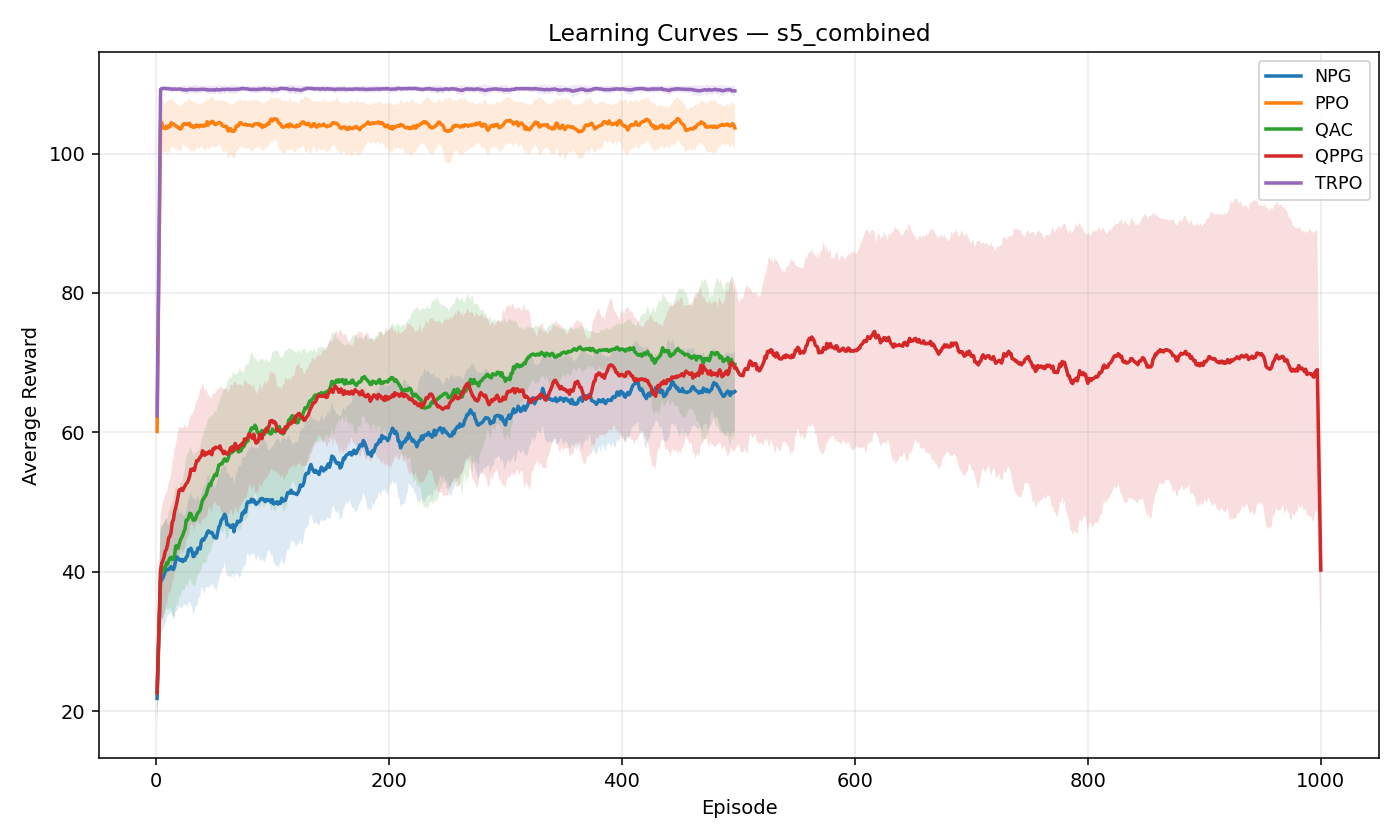 Learning Curves — s5_combined
NPG
PPO
QAC
QPPG
TRPO
Average Reward
100
80
60
40
20
0
200
400
600
800
1000
Episode